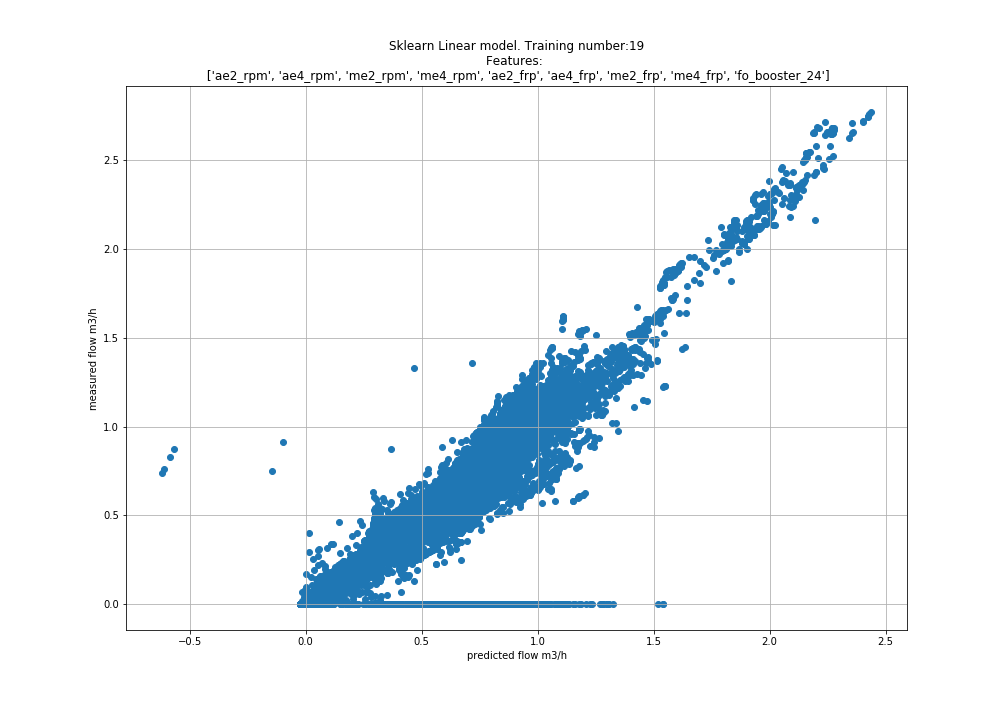 Sklearn Linear model. Training number:19
Features:
['ae2_rpm', 'ae4_rpm', 'me2_rpm', 'me4_rpm', 'ae2_frp', 'ae4_frp', 'me2_frp', 'me4_frp', 'fo_booster_24']
measured flow m3/h
2.5
2.0
1.5
1.0
0.5
0.0
−0.5
0.0
0.5
1.0
1.5
2.0
2.5
predicted flow m3/h